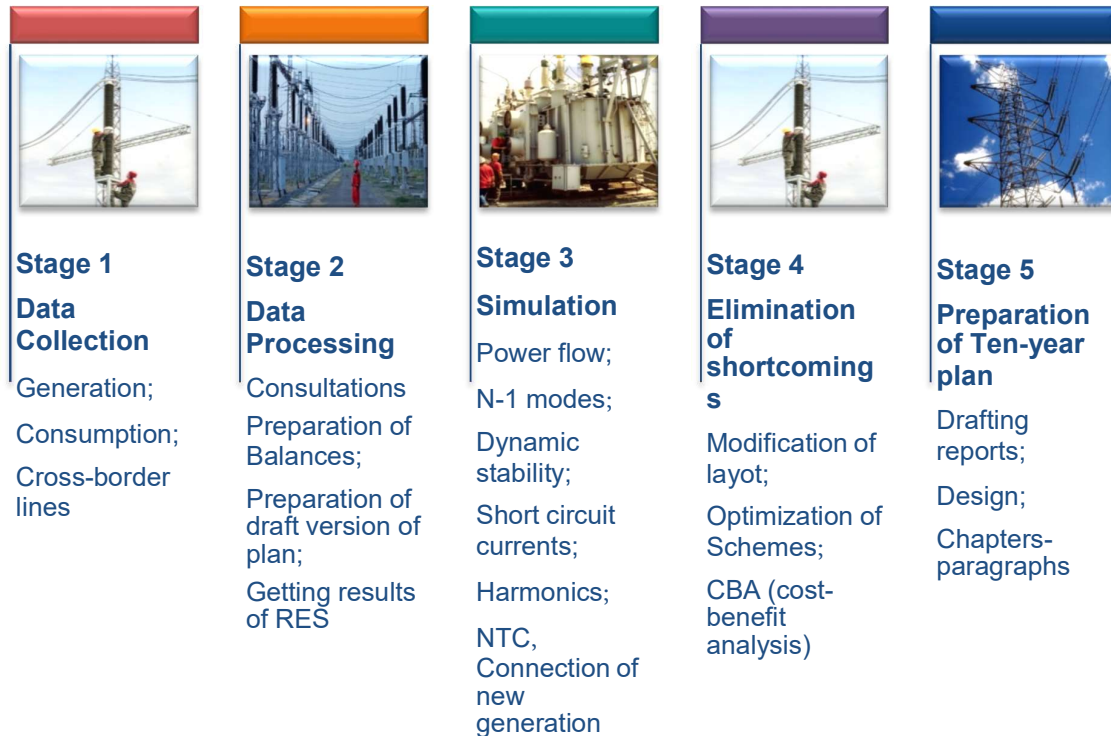 Stage 1
Data
Collection
Generation;
Consumption;
Cross-border
lines
Stage 2
Data
Processing
Consultations
Preparation of
Balances;
Preparation of
draft version of
plan;
Getting results
of RES
Stage 3
Simulation
Power flow;
N-1 modes;
Dynamic
stability;
Short circuit
currents;
Harmonics;
NTC,
Connection of
new
generation
Stage 4
Elimination
of
shortcoming
s
Modification of
layot;
Optimization of
Schemes;
CBA (cost-
benefit
analysis)
Stage 5
Preparation
of Ten-year
plan
Drafting
reports;
Design;
Chapters-
paragraphs